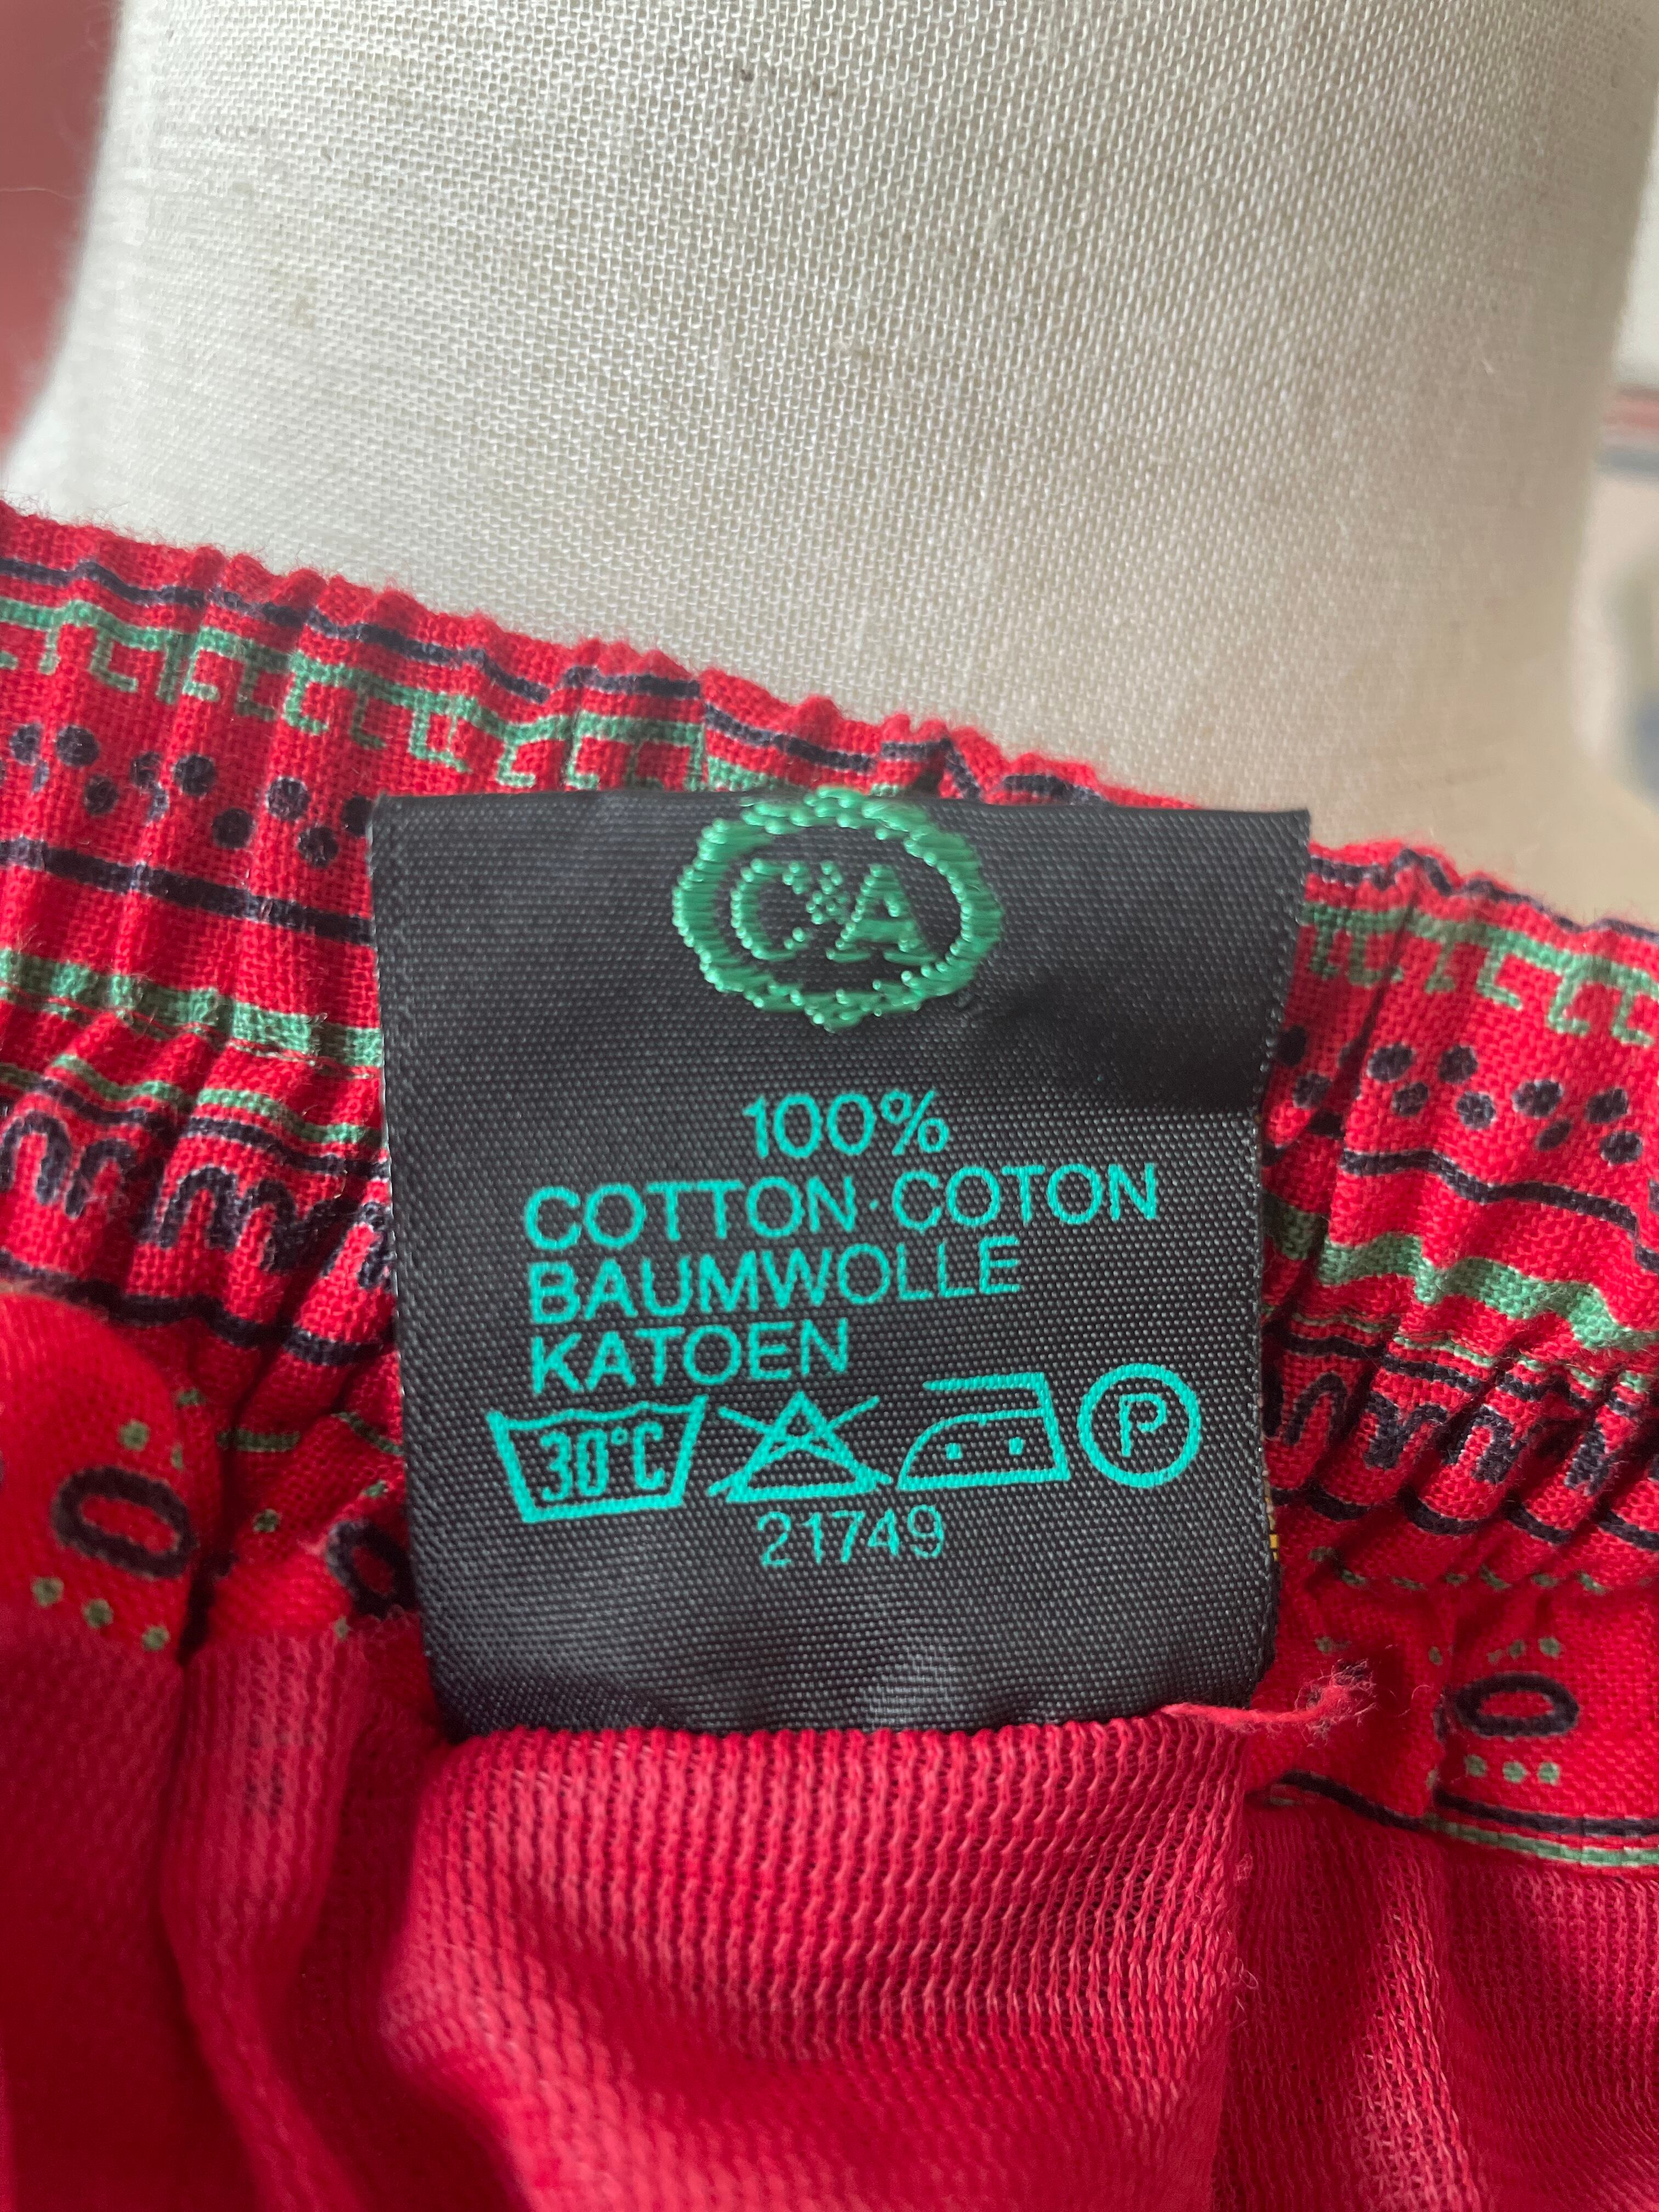 C&A
100%
COTTON·COTON
BAUMWOLLE
KATOEN
30°C P
21749